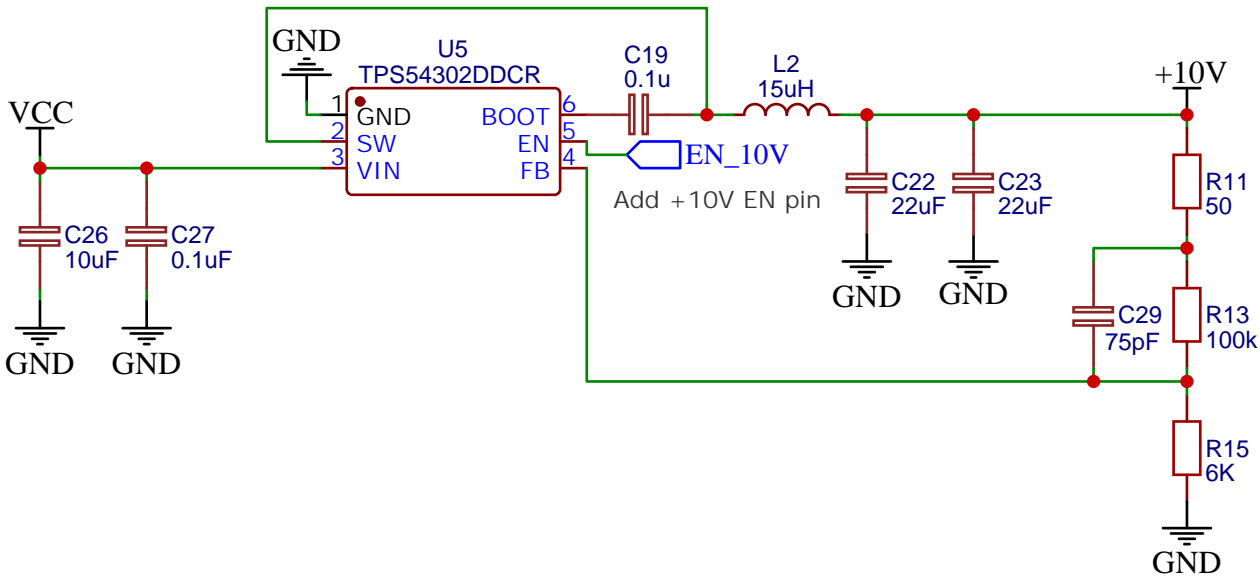 GND
U5
TPS54302DDCR
1
GND
2
SW
3
VIN
BOOT
6
EN
5
FB
4
C19
0.1u
L2
15uH
+10V
VCC
EN_10V
Add +10V EN pin
C26
10uF
C27
0.1uF
GND
GND
C22
22uF
C23
22uF
GND
GND
R11
50
C29
75pF
R13
100k
R15
6K
GND